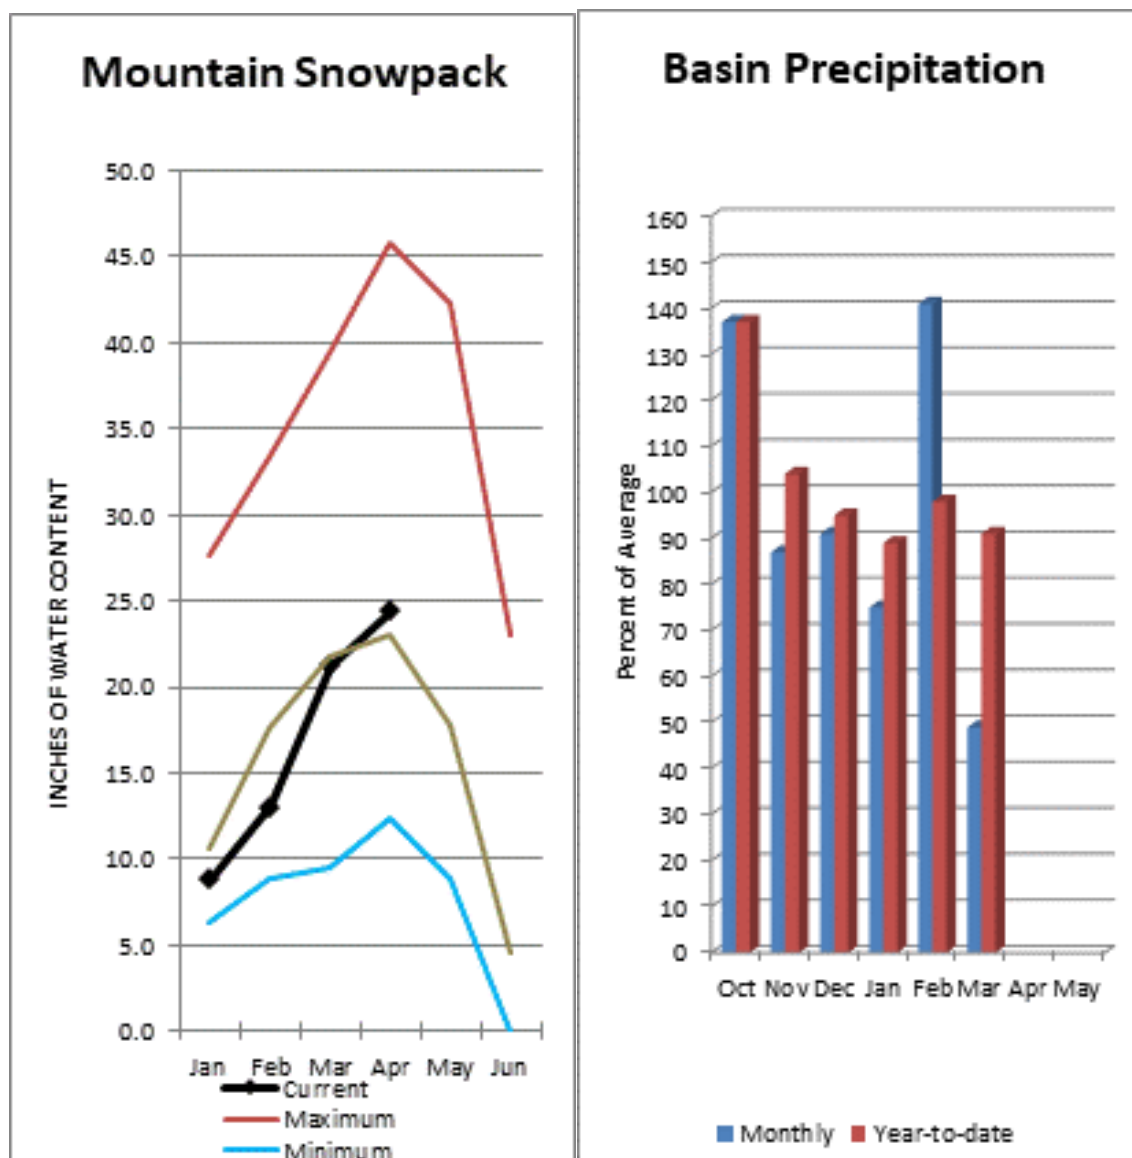 Mountain Snowpack
50.0
45.0
40.0
35.0
30.0
25.0
20.0
15.0
10.0
5.0
0.0
INCHES OF WATER CONTENT
Jan Feb Mar Apr May Jun
Current
Maximum
Minimum
Basin Precipitation
160
150
140
130
120
110
100
90
80
70
60
50
40
30
20
10
0
Percent of Average
Oct Nov Dec Jan Feb Mar Apr May
Monthly Year-to-date